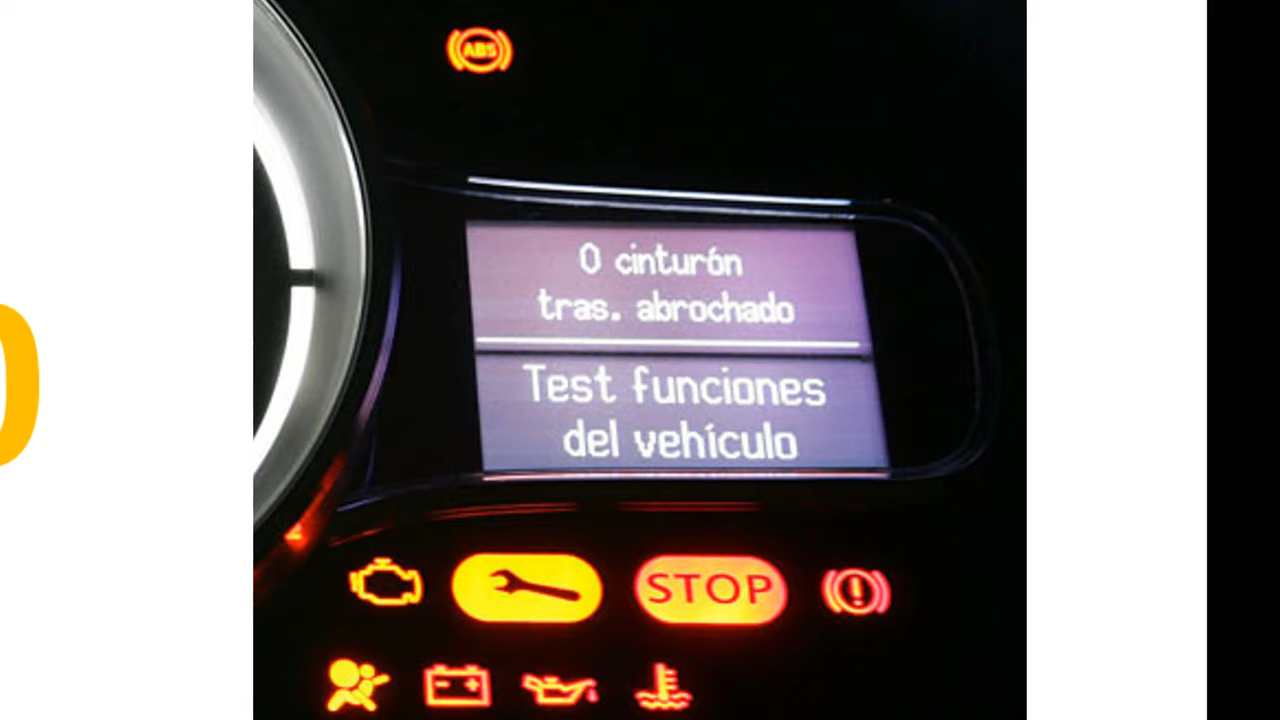 ABS
0 cinturón
tras. abrochado
Test funciones
del vehículo
STOP